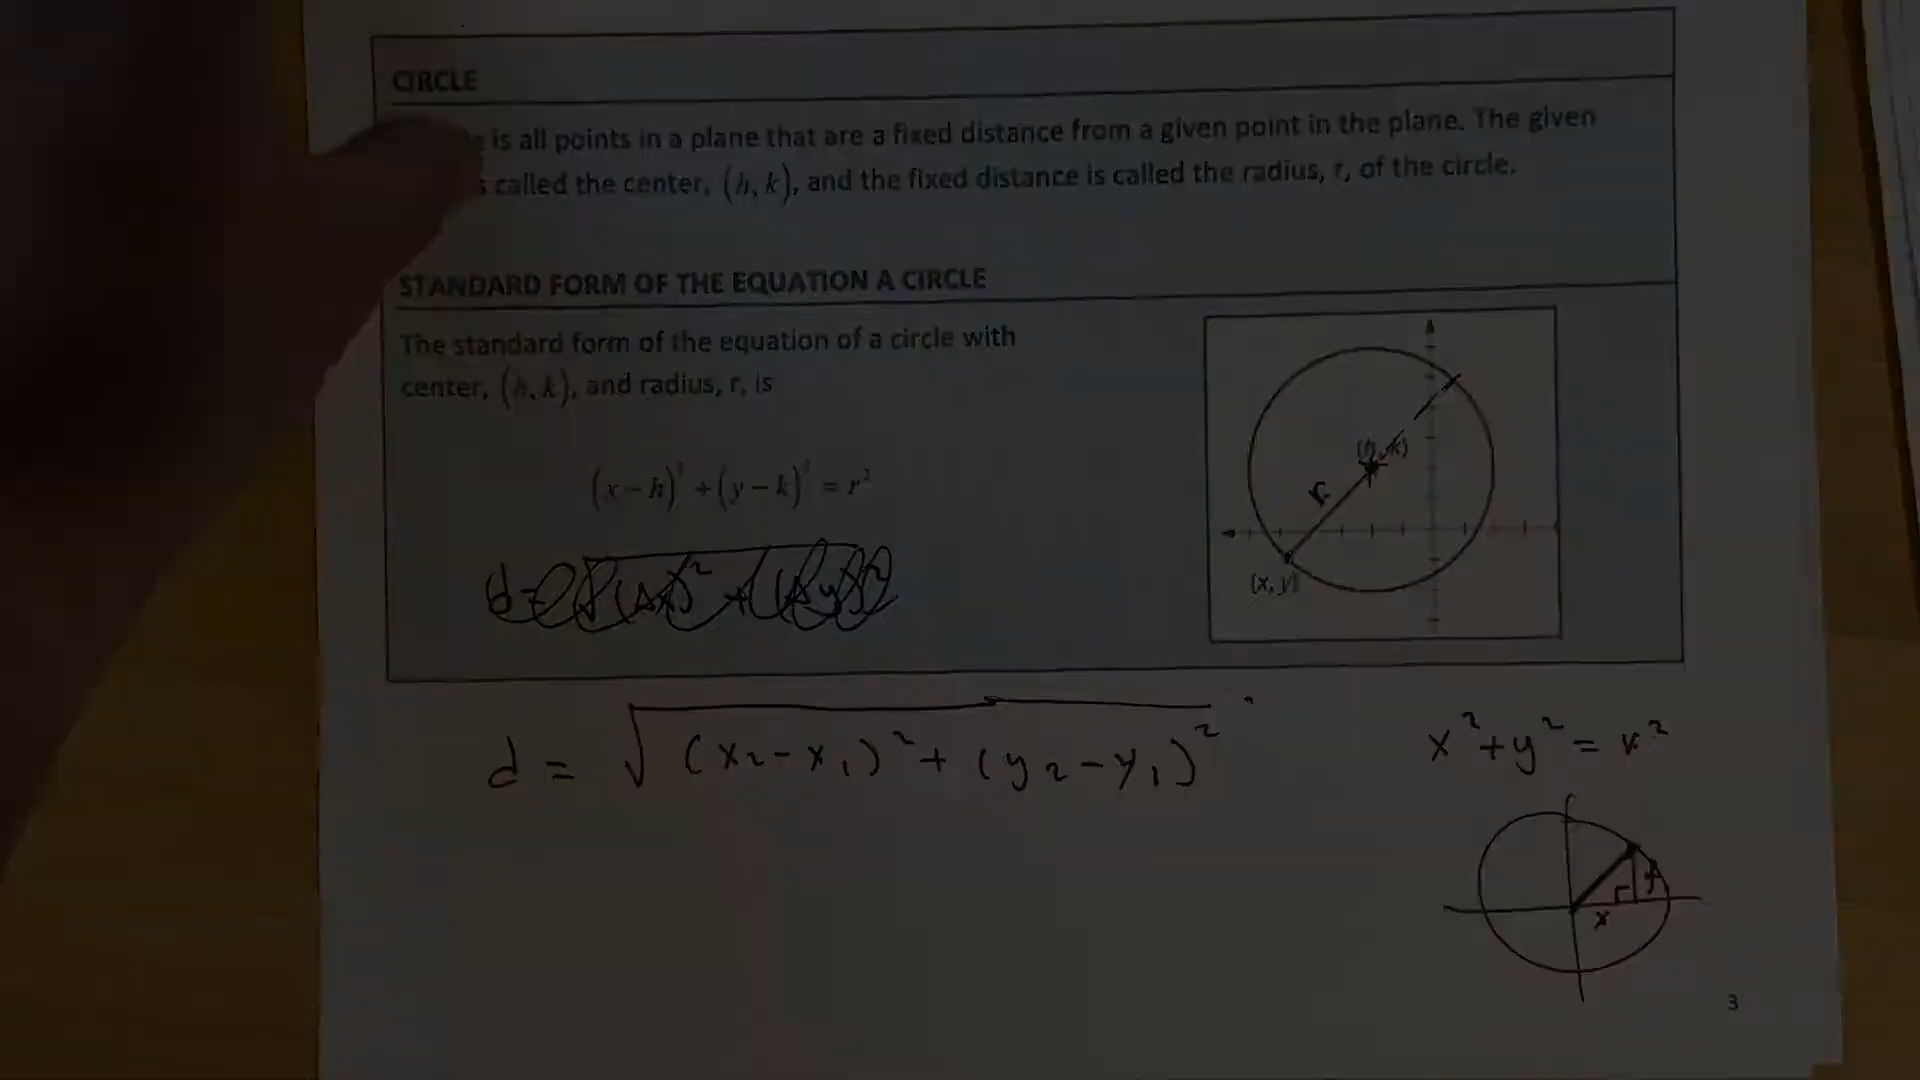 CIRCLE
is all points in a plane that are a fixed distance from a given point in the plane. The given
called the center, (h, k), and the fixed distance is called the radius, r, of the circle.
STANDARD FORM OF THE EQUATION A CIRCLE
The standard form of the equation of a circle with
center, (h, k), and radius, r, is
(x − h)² + (y − k)² = r²
(h, k)
r
(x, y)
d = √(x₂ − x₁)² + (y₂ − y₁)²
x² + y² = r²
x
3